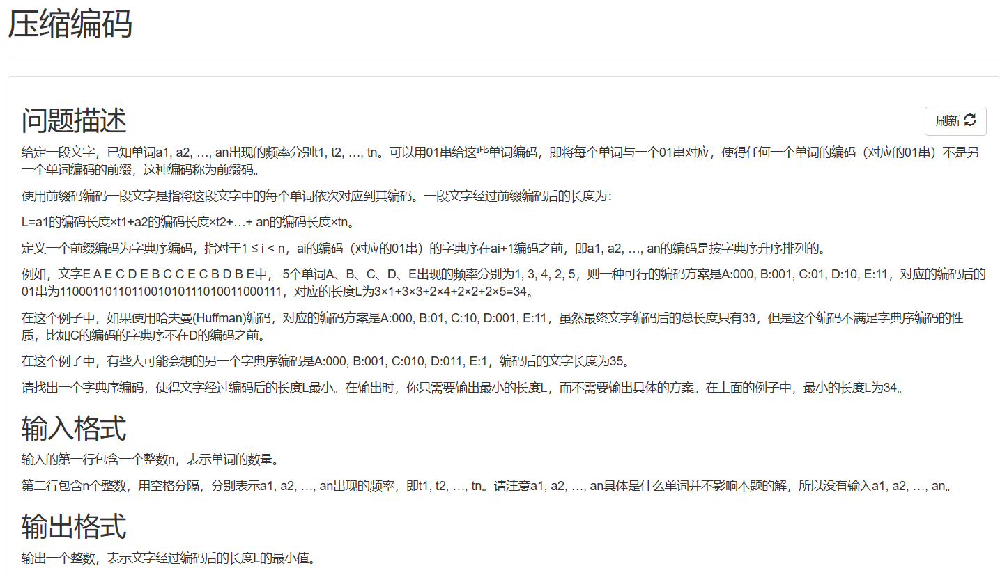 压缩编码
问题描述
刷新
给定一段文字，已知单词a1, a2, …, an出现的频率分别t1, t2, …, tn。可以用01串给这些单词编码，即将每个单词与一个01串对应，使得任何一个单词的编码（对应的01串）不是另
一个单词编码的前缀，这种编码称为前缀码。
使用前缀码编码一段文字是指将这段文字中的每个单词依次对应到其编码。一段文字经过前缀编码后的长度为：
L=a1的编码长度×t1+a2的编码长度×t2+…+ an的编码长度×tn。
定义一个前缀编码为字典序编码，指对于1 ≤ i < n，ai的编码（对应的01串）的字典序在ai+1编码之前，即a1, a2, …, an的编码是按字典序升序排列的。
例如，文字E A E C D E B C C E C B D B E中， 5个单词A、B、C、D、E出现的频率分别为1, 3, 4, 2, 5，则一种可行的编码方案是A:000, B:001, C:01, D:10, E:11，对应的编码后的
01串为1100011011011001010111010011000111，对应的长度L为3×1+3×3+2×4+2×2+2×5=34。
在这个例子中，如果使用哈夫曼(Huffman)编码，对应的编码方案是A:000, B:01, C:10, D:001, E:11，虽然最终文字编码后的总长度只有33，但是这个编码不满足字典序编码的性
质，比如C的编码的字典序不在D的编码之前。
在这个例子中，有些人可能会想的另一个字典序编码是A:000, B:001, C:010, D:011, E:1，编码后的文字长度为35。
请找出一个字典序编码，使得文字经过编码后的长度L最小。在输出时，你只需要输出最小的长度L，而不需要输出具体的方案。在上面的例子中，最小的长度L为34。
输入格式
输入的第一行包含一个整数n，表示单词的数量。
第二行包含n个整数，用空格分隔，分别表示a1, a2, …, an出现的频率，即t1, t2, …, tn。请注意a1, a2, …, an具体是什么单词并不影响本题的解，所以没有输入a1, a2, …, an。
输出格式
输出一个整数，表示文字经过编码后的长度L的最小值。